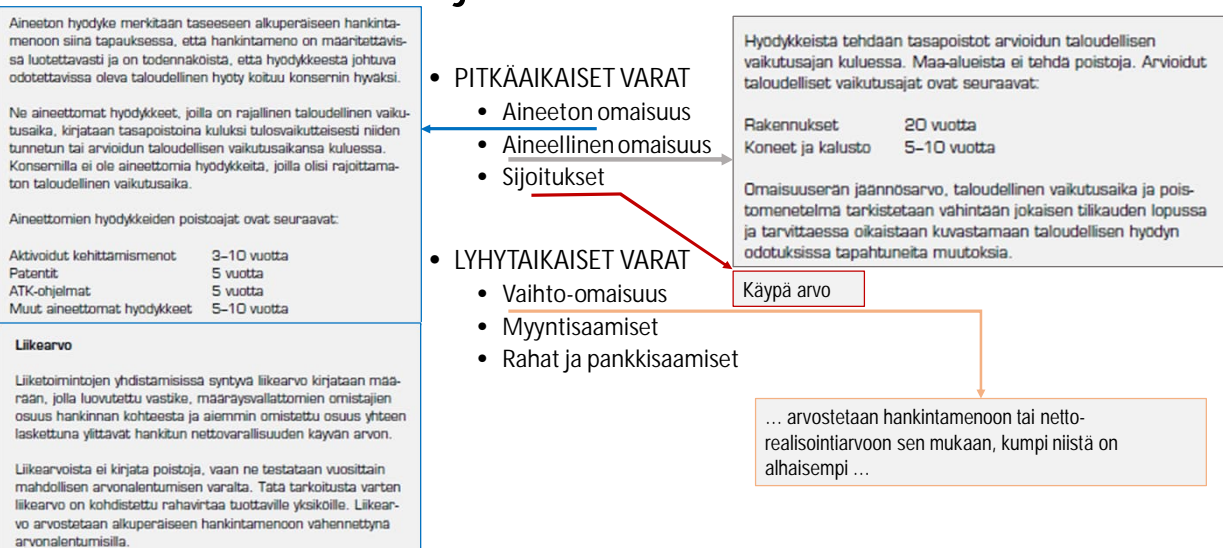 Aineeton hyödyke merkitään taseeseen alkuperäiseen hankinta-
menoon siinä tapauksessa, että hankintameno on määritettävis-
sä luotettavasti ja on todennäköistä, että hyödykkeestä johtuva
odotettavissa oleva taloudellinen hyöty koituu konsernin hyväksi.
Ne aineettomat hyödykkeet, joilla on rajallinen taloudellinen vaiku-
tusaika, kirjataan tasapoistoina kuluksi tulosvaikutteisesti niiden
tunnetun tai arvioidun taloudellisen vaikutusaikansa kuluessa.
Konsernilla ei ole aineettomia hyödykkeitä, joilla olisi rajoittama-
ton taloudellinen vaikutusaika.
Aineettomien hyödykkeiden poistoajat ovat seuraavat:
Aktivoidut kehittämismenot 3–10 vuotta
Patentit 5 vuotta
ATK-ohjelmat 5 vuotta
Muut aineettomat hyödykkeet 5–10 vuotta
Liikearvo
Liiketoimintojen yhdistämisissä syntyvä liikearvo kirjataan mää-
rään, jolla luovutettu vastike, määräysvallattomien omistajien
osuus hankinnan kohteesta ja aiemmin omistettu osuus yhteen
laskettuna ylittävät hankitun nettovarallisuuden käyvän arvon.
Liikearvoista ei kirjata poistoja, vaan ne testataan vuosittain
mahdollisen arvonalentumisen varalta. Tätä tarkoitusta varten
liikearvo on kohdistettu rahavirtaa tuottaville yksiköille. Liikear-
vo arvostetaan alkuperäiseen hankintamenoon vähennettynä
arvonalentumisilla.
• PITKÄAIKAISET VARAT
• Aineeton omaisuus
• Aineellinen omaisuus
• Sijoitukset
• LYHYTAIKAISET VARAT
• Vaihto-omaisuus
• Myyntisaamiset
• Rahat ja pankkisaamiset
Hyödykkeistä tehdään tasapoistot arvioidun taloudellisen
vaikutusajan kuluessa. Maa-alueista ei tehdä poistoja. Arvioidut
taloudelliset vaikutusajat ovat seuraavat:
Rakennukset 20 vuotta
Koneet ja kalusto 5–10 vuotta
Omaisuuserän jäännösarvo, taloudellinen vaikutusaika ja pois-
tomenetelmä tarkistetaan vähintään jokaisen tilikauden lopussa
ja tarvittaessa oikaistaan kuvastamaan taloudellisen hyödyn
odotuksissa tapahtuneita muutoksia.
Käypä arvo
… arvostetaan hankintamenoon tai netto-
realisointiarvoon sen mukaan, kumpi niistä on
alhaisempi …